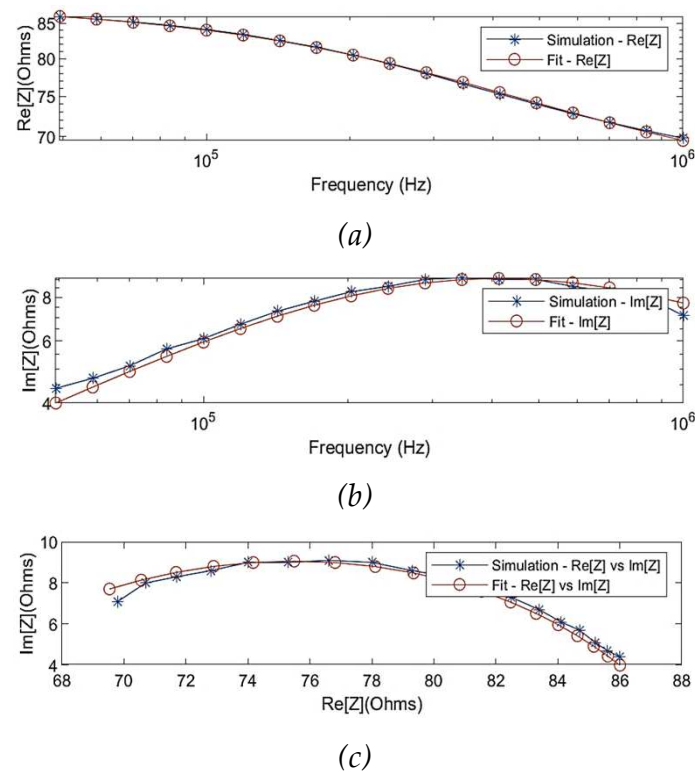 Re[Z](Ohms)
85
80
75
70
Simulation - Re[Z]
Fit - Re[Z]
10^5
10^6
Frequency (Hz)
(a)
Im[Z](Ohms)
8
6
4
Simulation - Im[Z]
Fit - Im[Z]
10^5
10^6
Frequency (Hz)
(b)
Im[Z](Ohms)
10
8
6
4
Simulation - Re[Z] vs Im[Z]
Fit - Re[Z] vs Im[Z]
68 70 72 74 76 78 80 82 84 86 88
Re[Z](Ohms)
(c)